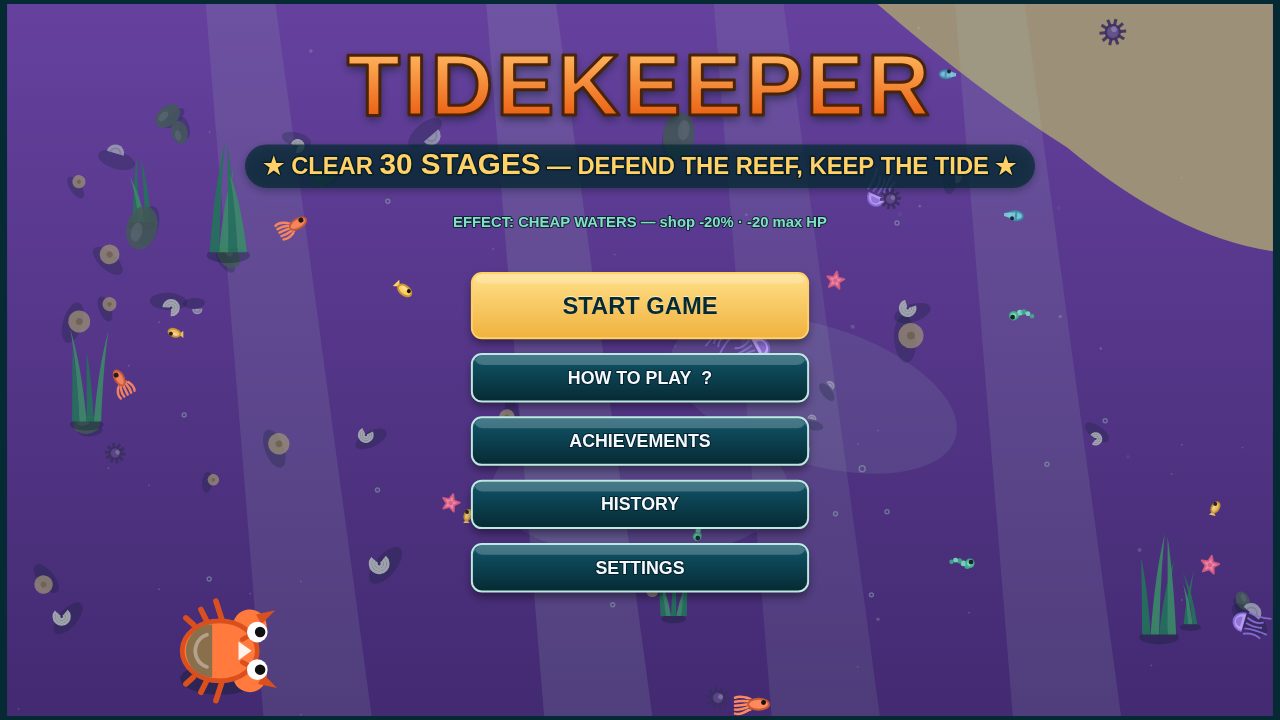 TIDEKEEPER
★ CLEAR 30 STAGES — DEFEND THE REEF, KEEP THE TIDE ★
EFFECT: CHEAP WATERS — shop -20% · -20 max HP
START GAME
HOW TO PLAY ?
ACHIEVEMENTS
HISTORY
SETTINGS